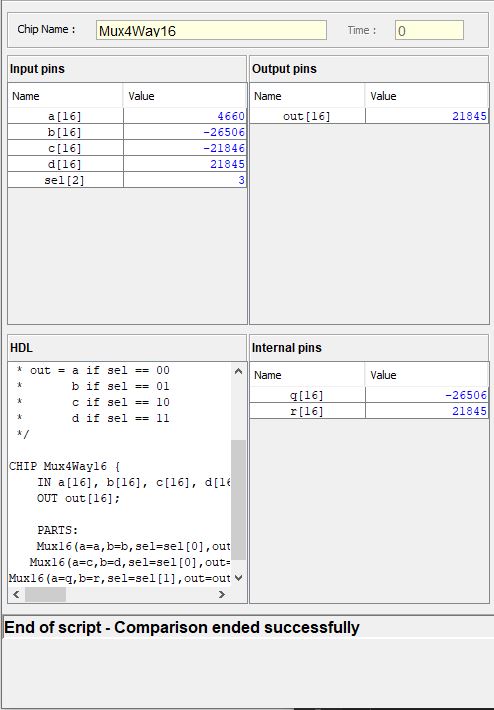 Chip Name : Mux4Way16 Time : 0
Input pins
Name Value
a[16] 4660
b[16] -26506
c[16] -21846
d[16] 21845
sel[2] 3
Output pins
Name Value
out[16] 21845
HDL
* out = a if sel == 00
* b if sel == 01
* c if sel == 10
* d if sel == 11
*/
CHIP Mux4Way16 {
IN a[16], b[16], c[16], d[16
OUT out[16];
PARTS:
Mux16(a=a,b=b,sel=sel[0],out
Mux16(a=c,b=d,sel=sel[0],out=
Mux16(a=q,b=r,sel=sel[1],out=out
Internal pins
Name Value
q[16] -26506
r[16] 21845
End of script - Comparison ended successfully